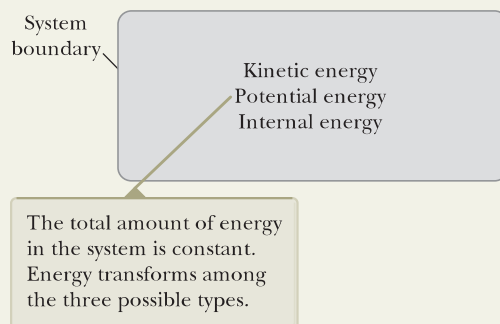 System
boundary
Kinetic energy
Potential energy
Internal energy
The total amount of energy
in the system is constant.
Energy transforms among
the three possible types.